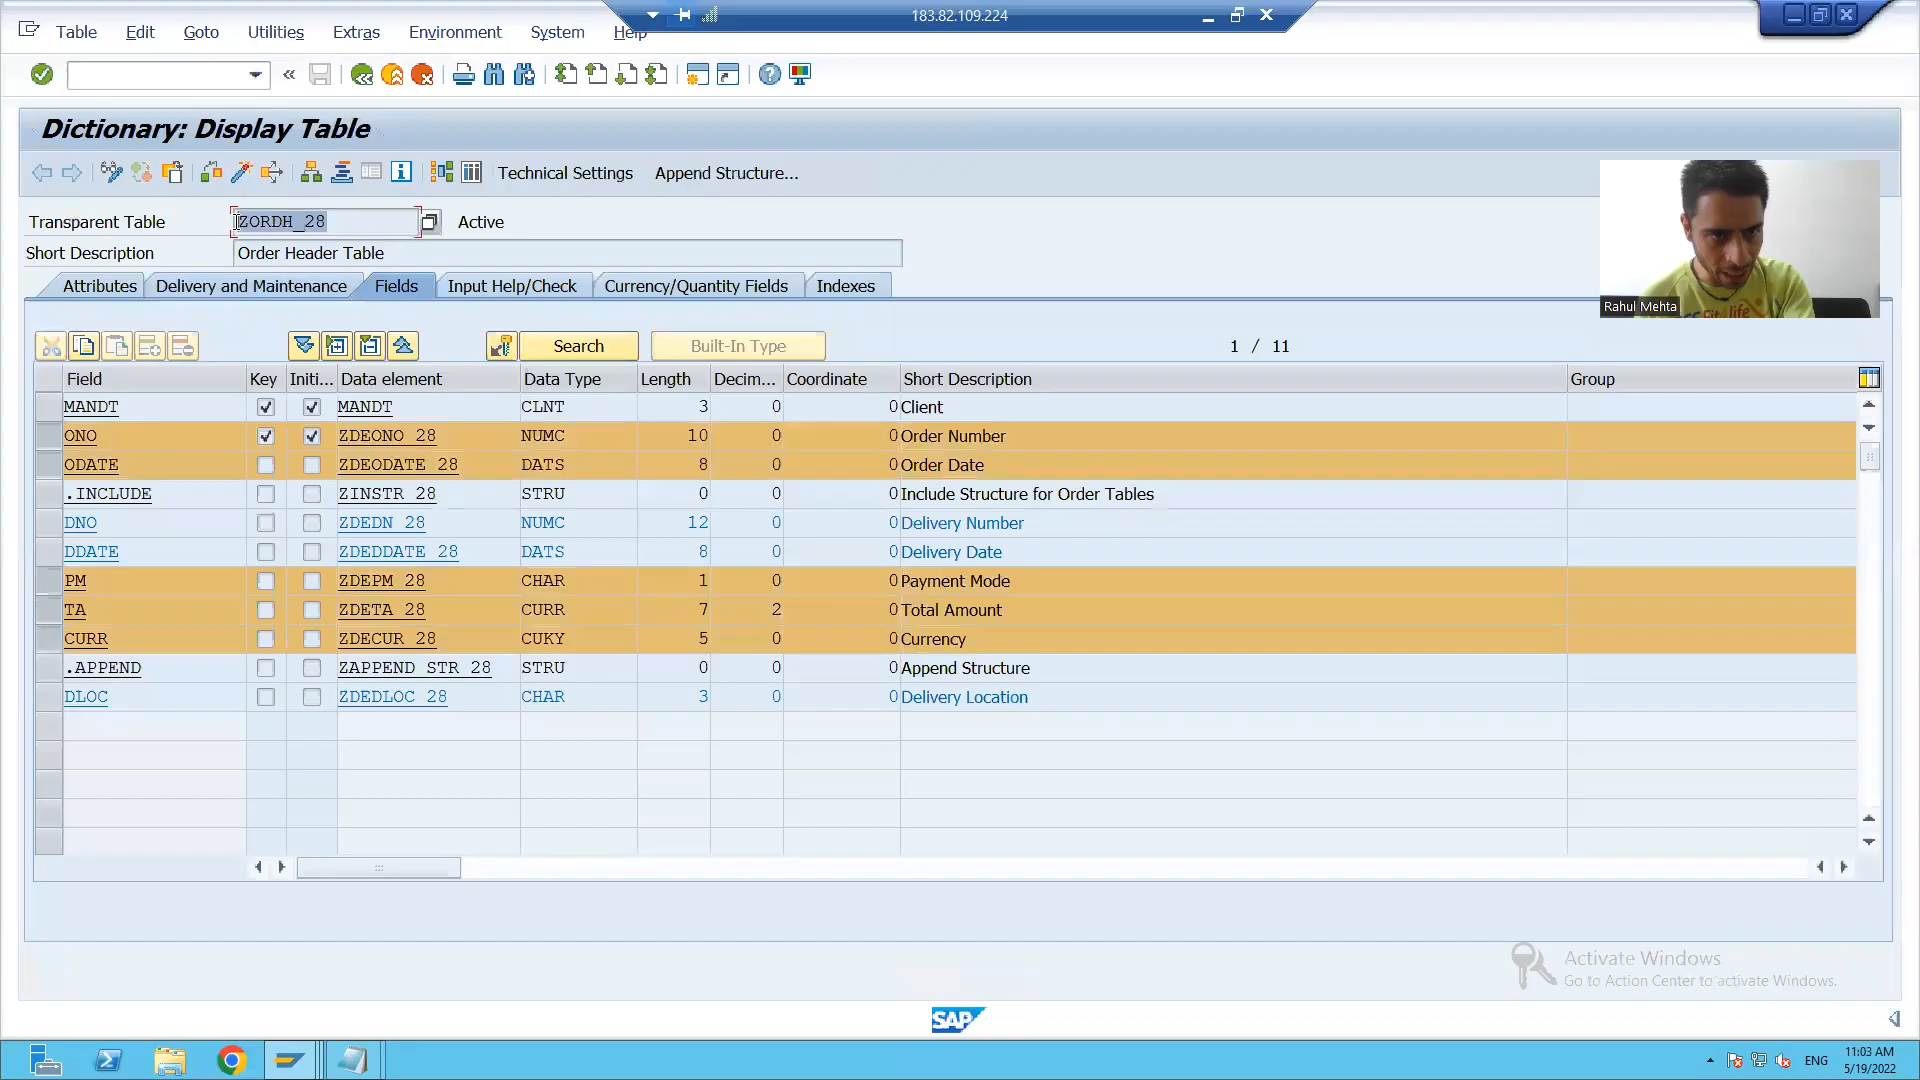 183.82.109.224
Table Edit Goto Utilities Extras Environment System Help
Dictionary: Display Table
Technical Settings Append Structure...
Transparent Table ZORDH_28 Active
Short Description Order Header Table
Attributes Delivery and Maintenance Fields Input Help/Check Currency/Quantity Fields Indexes
Rahul Mehta
Search Built-In Type 1 / 11
Field Key Initi... Data element Data Type Length Decim... Coordinate Short Description Group
MANDT MANDT CLNT 3 0 0 Client
ONO ZDEONO_28 NUMC 10 0 0 Order Number
ODATE ZDEODATE_28 DATS 8 0 0 Order Date
.INCLUDE ZINSTR_28 STRU 0 0 0 Include Structure for Order Tables
DNO ZDEDN_28 NUMC 12 0 0 Delivery Number
DDATE ZDEDDATE_28 DATS 8 0 0 Delivery Date
PM ZDEPM_28 CHAR 1 0 0 Payment Mode
TA ZDETA_28 CURR 7 2 0 Total Amount
CURR ZDECUR_28 CUKY 5 0 0 Currency
.APPEND ZAPPEND_STR_28 STRU 0 0 0 Append Structure
DLOC ZDEDLOC_28 CHAR 3 0 0 Delivery Location
Activate Windows
Go to Action Center to activate Windows.
SAP
ENG
11:03 AM
5/19/2022